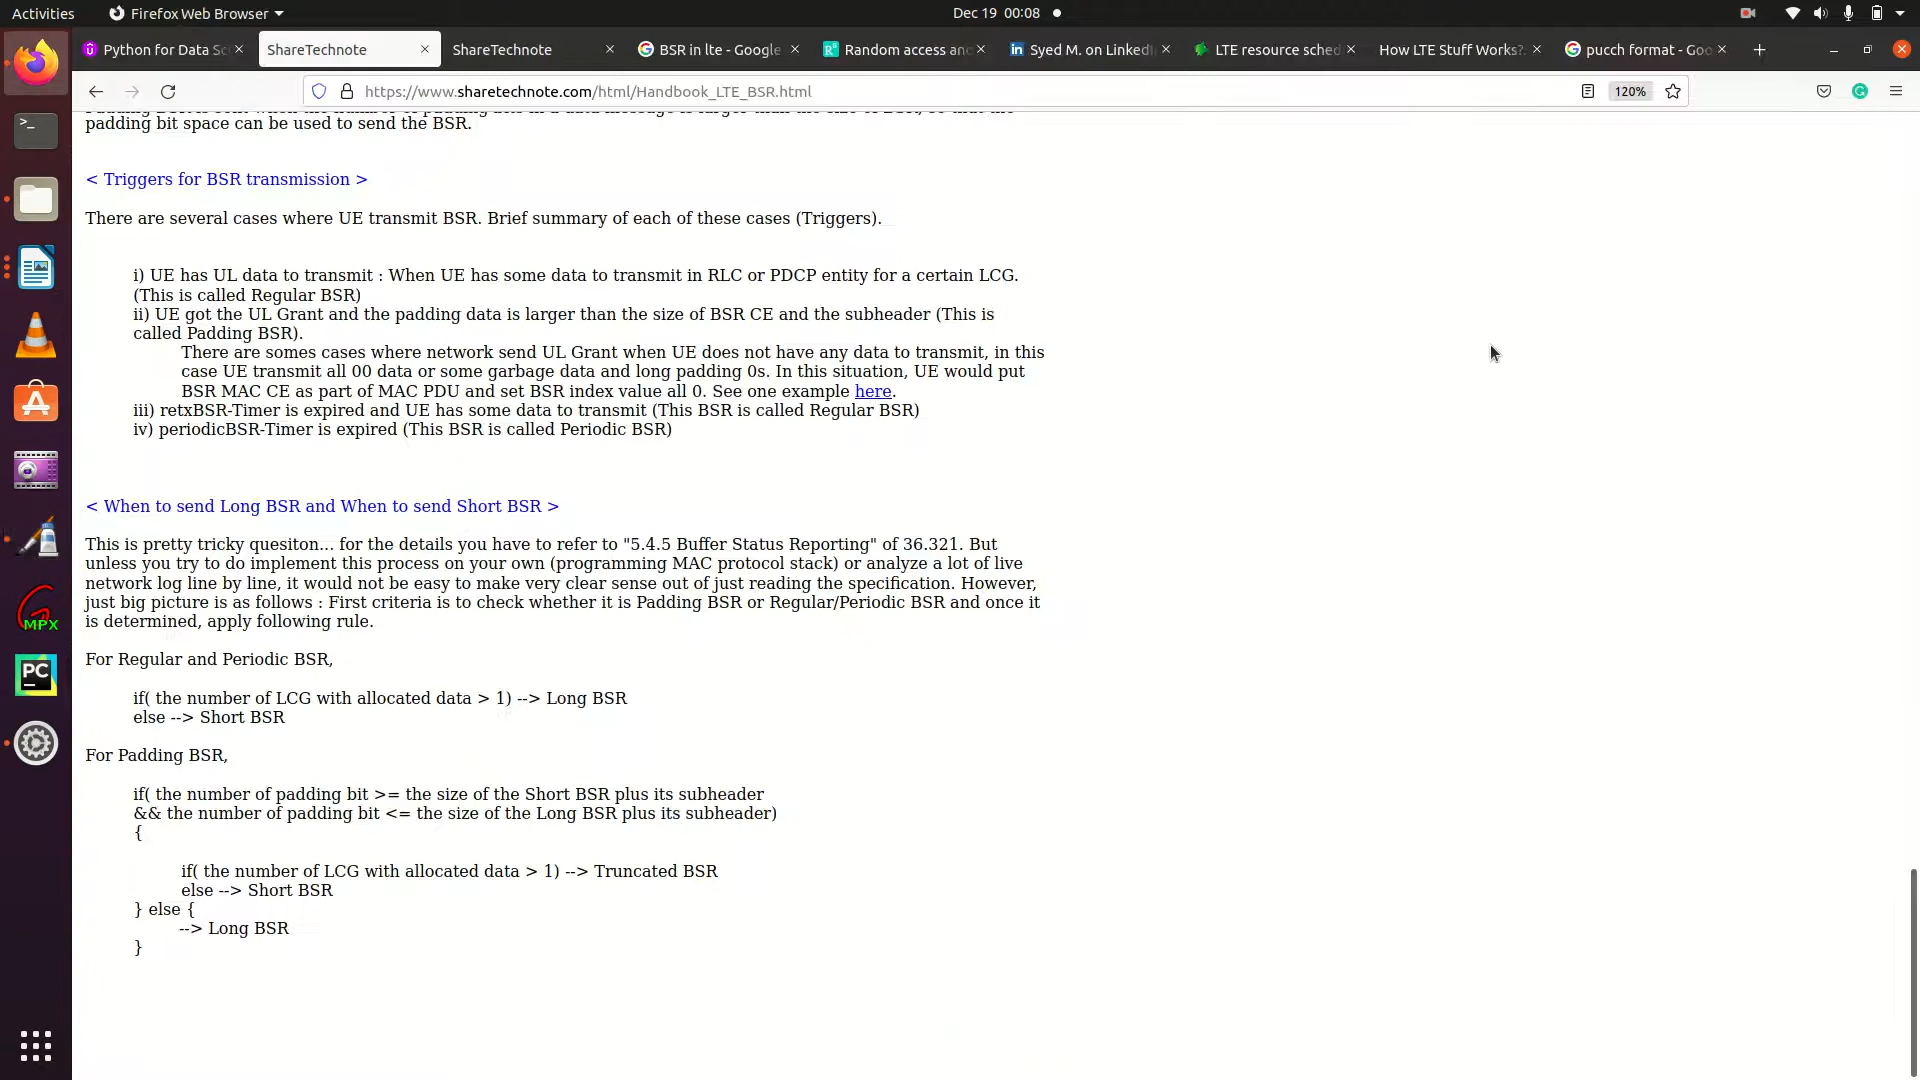 Activities
Firefox Web Browser
Dec 19 00:08
Python for Data Sc
ShareTechnote
ShareTechnote
BSR in lte - Google
Random access an
Syed M. on LinkedI
LTE resource sched
How LTE Stuff Works?:
pucch format - Goo
https://www.sharetechnote.com/html/Handbook_LTE_BSR.html
120%
padding bit space can be used to send the BSR.
< Triggers for BSR transmission >
There are several cases where UE transmit BSR. Brief summary of each of these cases (Triggers).
i) UE has UL data to transmit : When UE has some data to transmit in RLC or PDCP entity for a certain LCG.
(This is called Regular BSR)
ii) UE got the UL Grant and the padding data is larger than the size of BSR CE and the subheader (This is
called Padding BSR).
There are somes cases where network send UL Grant when UE does not have any data to transmit, in this
case UE transmit all 00 data or some garbage data and long padding 0s. In this situation, UE would put
BSR MAC CE as part of MAC PDU and set BSR index value all 0. See one example here.
iii) retxBSR-Timer is expired and UE has some data to transmit (This BSR is called Regular BSR)
iv) periodicBSR-Timer is expired (This BSR is called Periodic BSR)
< When to send Long BSR and When to send Short BSR >
This is pretty tricky quesiton... for the details you have to refer to "5.4.5 Buffer Status Reporting" of 36.321. But
unless you try to do implement this process on your own (programming MAC protocol stack) or analyze a lot of live
network log line by line, it would not be easy to make very clear sense out of just reading the specification. However,
just big picture is as follows : First criteria is to check whether it is Padding BSR or Regular/Periodic BSR and once it
is determined, apply following rule.
For Regular and Periodic BSR,
if( the number of LCG with allocated data > 1) --> Long BSR
else --> Short BSR
For Padding BSR,
if( the number of padding bit >= the size of the Short BSR plus its subheader
&& the number of padding bit <= the size of the Long BSR plus its subheader)
{
if( the number of LCG with allocated data > 1) --> Truncated BSR
else --> Short BSR
} else {
--> Long BSR
}
MPX
PC